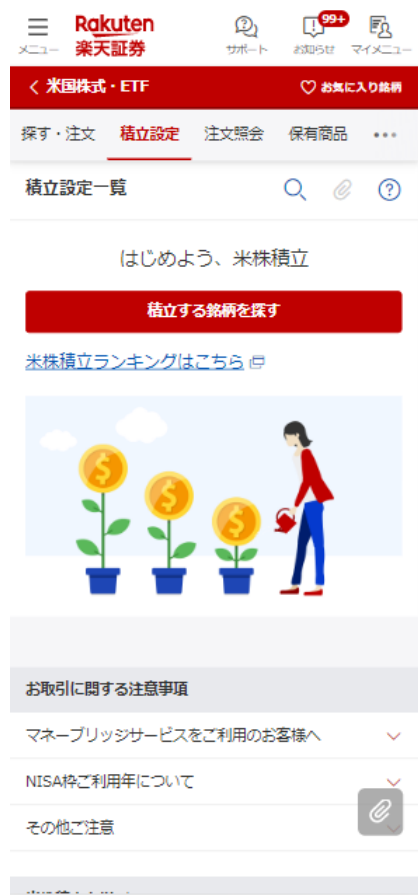 Rakuten
楽天証券
99+
メニュー サポート お知らせ マイメニュー
米国株式・ETF お気に入り銘柄
探す・注文 積立設定 注文照会 保有商品
積立設定一覧
はじめよう、米株積立
積立する銘柄を探す
米株積立ランキングはこちら
お取引に関する注意事項
マネーブリッジサービスをご利用のお客様へ
NISA枠ご利用年について
その他ご注意